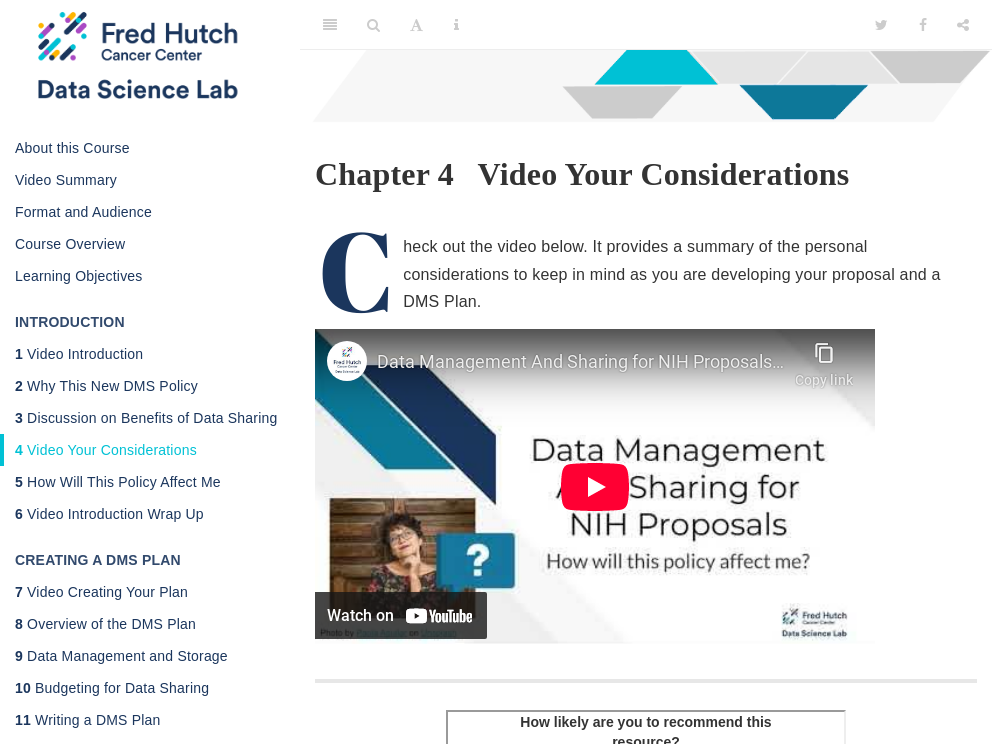 Fred Hutch
Cancer Center
Data Science Lab
About this Course
Video Summary
Format and Audience
Course Overview
Learning Objectives
INTRODUCTION
1 Video Introduction
2 Why This New DMS Policy
3 Discussion on Benefits of Data Sharing
4 Video Your Considerations
5 How Will This Policy Affect Me
6 Video Introduction Wrap Up
CREATING A DMS PLAN
7 Video Creating Your Plan
8 Overview of the DMS Plan
9 Data Management and Storage
10 Budgeting for Data Sharing
11 Writing a DMS Plan
Chapter 4 Video Your Considerations
Check out the video below. It provides a summary of the personal
considerations to keep in mind as you are developing your proposal and a
DMS Plan.
Fred Hutch
Cancer Center
Data Science Lab
Data Management And Sharing for NIH Proposals...
Copy link
Data Management
Sharing for
NIH Proposals
How will this policy affect me?
?
Watch on YouTube
Photo by
on
Fred Hutch
Cancer Center
Data Science Lab
How likely are you to recommend this
resource?